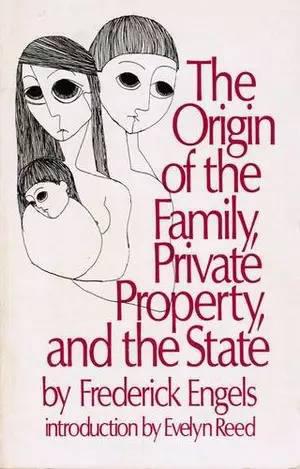 The
Origin
of the
Family,
Private
Property,
and the State
by Frederick Engels
introduction by Evelyn Reed